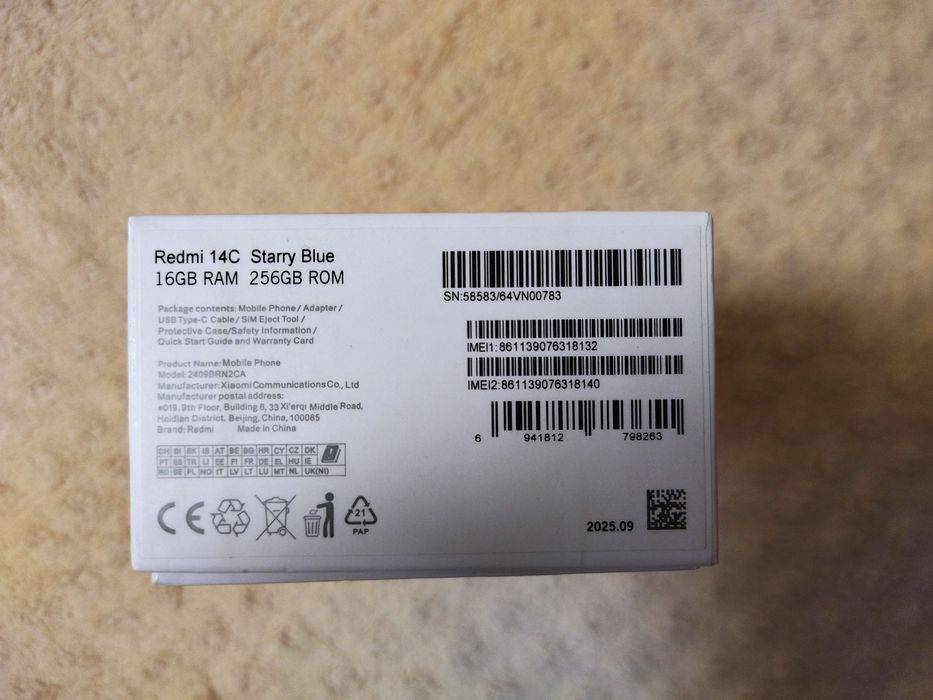 Redmi 14C Starry Blue
16GB RAM 256GB ROM
Package contents: Mobile Phone / Adapter /
USB Type-C Cable / SIM Eject Tool /
Protective Case/Safety Information /
Quick Start Guide and Warranty Card
Product Name: Mobile Phone
Model: 2409BRN2CA
Manufacturer: Xiaomi Communications Co., Ltd
Manufacturer postal address:
#019, 9th Floor, Building 6, 33 Xi'erqi Middle Road,
Haidian District, Beijing, China, 100085
Brand: Redmi Made in China
CH SI SK IS AT BE BG HR CY CZ DK
PT ES TR LI EE FI FR DE EL HU IE
RO SE PL NO IT LV LT LU MT NL UK(NI)
CE
21
PAP
SN:58583/64VN00783
IMEI1:861139076318132
IMEI2:861139076318140
6 941812 798263
2025.09